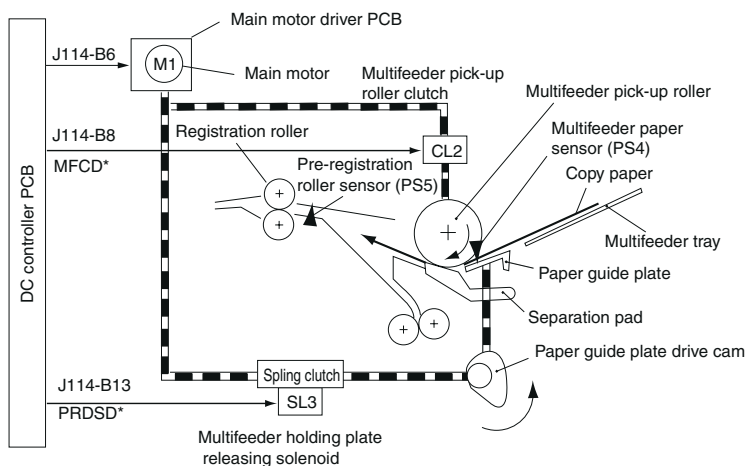 Main motor driver PCB
J114-B6
M1
Main motor
Multifeeder pick-up
roller clutch
Multifeeder pick-up roller
J114-B8
Registration roller
CL2
Multifeeder paper
sensor (PS4)
MFCD*
Pre-registration
roller sensor (PS5)
Copy paper
Multifeeder tray
DC controller PCB
Paper guide plate
Separation pad
Paper guide plate drive cam
J114-B13
Spling clutch
PRDSD*
SL3
Multifeeder holding plate
releasing solenoid